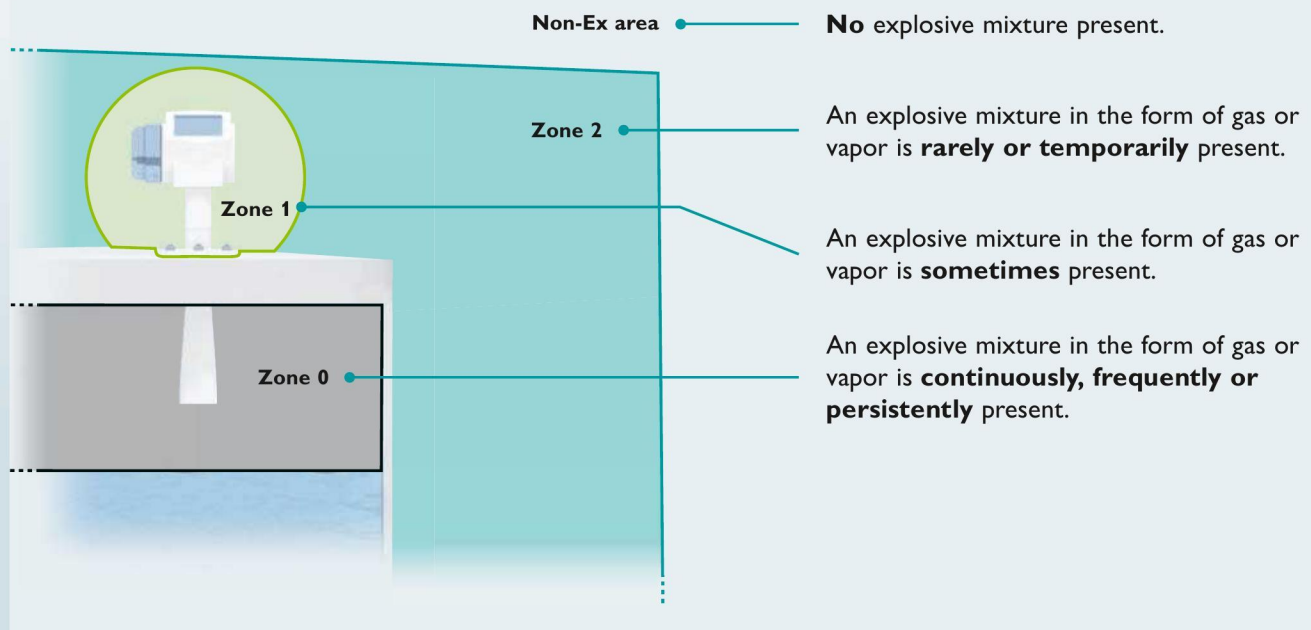 Non-Ex area
No explosive mixture present.
Zone 2
An explosive mixture in the form of gas or
vapor is rarely or temporarily present.
Zone 1
An explosive mixture in the form of gas or
vapor is sometimes present.
Zone 0
An explosive mixture in the form of gas or
vapor is continuously, frequently or
persistently present.